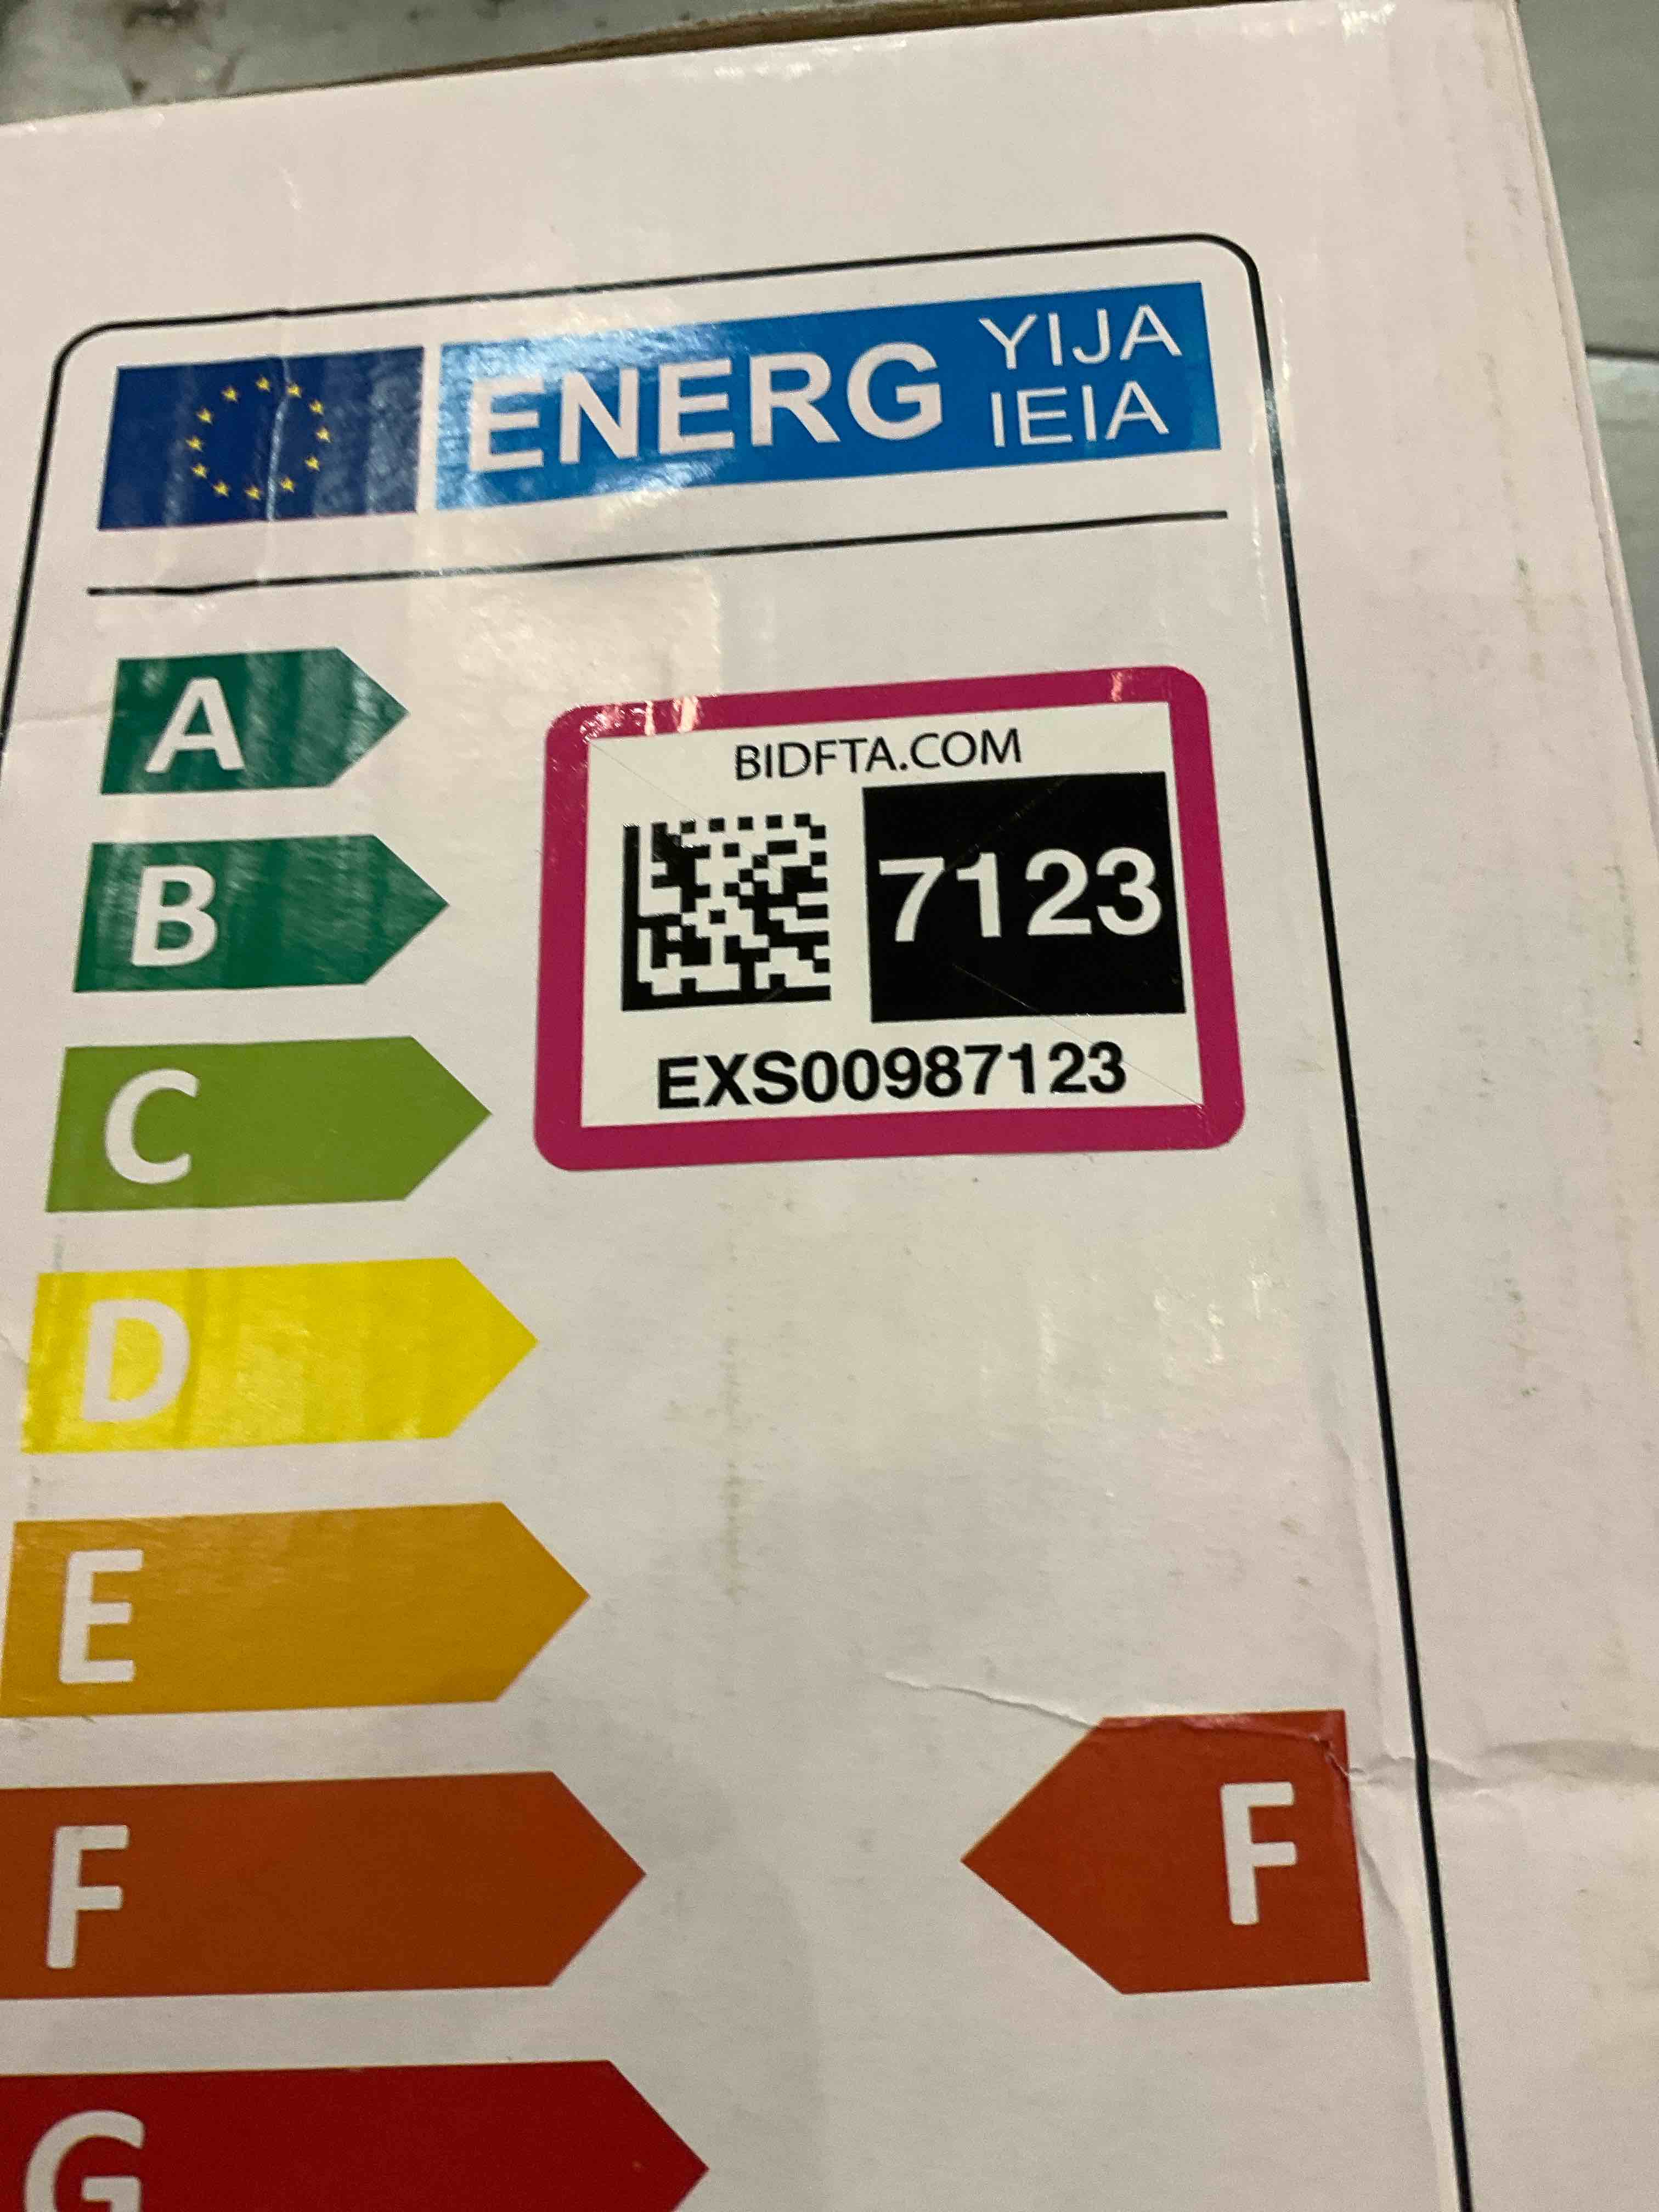 ENERG YIJA
IEIA
A
BIDFTA.COM
7123
EXS00987123
B
C
D
E
F
F
G